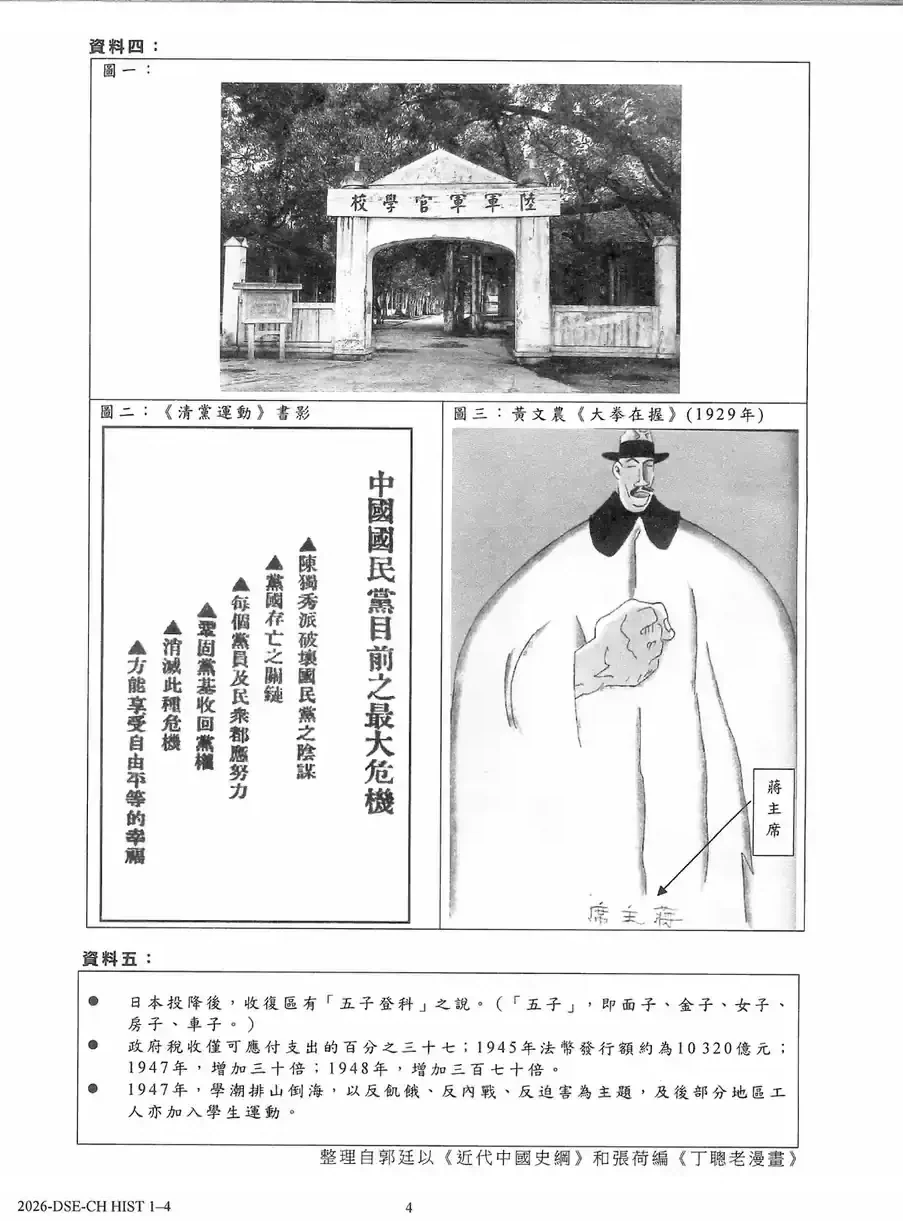 資料四：
圖一：
校學官軍軍陸
圖二：《清黨運動》書影
中國國民黨目前之最大危機
▲陳獨秀派破壞國民黨之陰謀
▲黨國存亡之關鍵
▲每個黨員及民衆都應努力
▲鞏固黨基收回黨權
▲消滅此種危機
▲方能享受自由平等的幸福
圖三：黃文農《大拳在握》(1929年)
蔣主席
席主蔣
資料五：
● 日本投降後，收復區有「五子登科」之說。（「五子」，即面子、金子、女子、
房子、車子。）
● 政府稅收僅可應付支出的百分之三十七；1945年法幣發行額約為10 320億元；
1947年，增加三十倍；1948年，增加三百七十倍。
● 1947年，學潮排山倒海，以反飢餓、反內戰、反迫害為主題，及後部分地區工
人亦加入學生運動。
整理自郭廷以《近代中國史綱》和張荷編《丁聰老漫畫》
2026-DSE-CH HIST 1–4
4